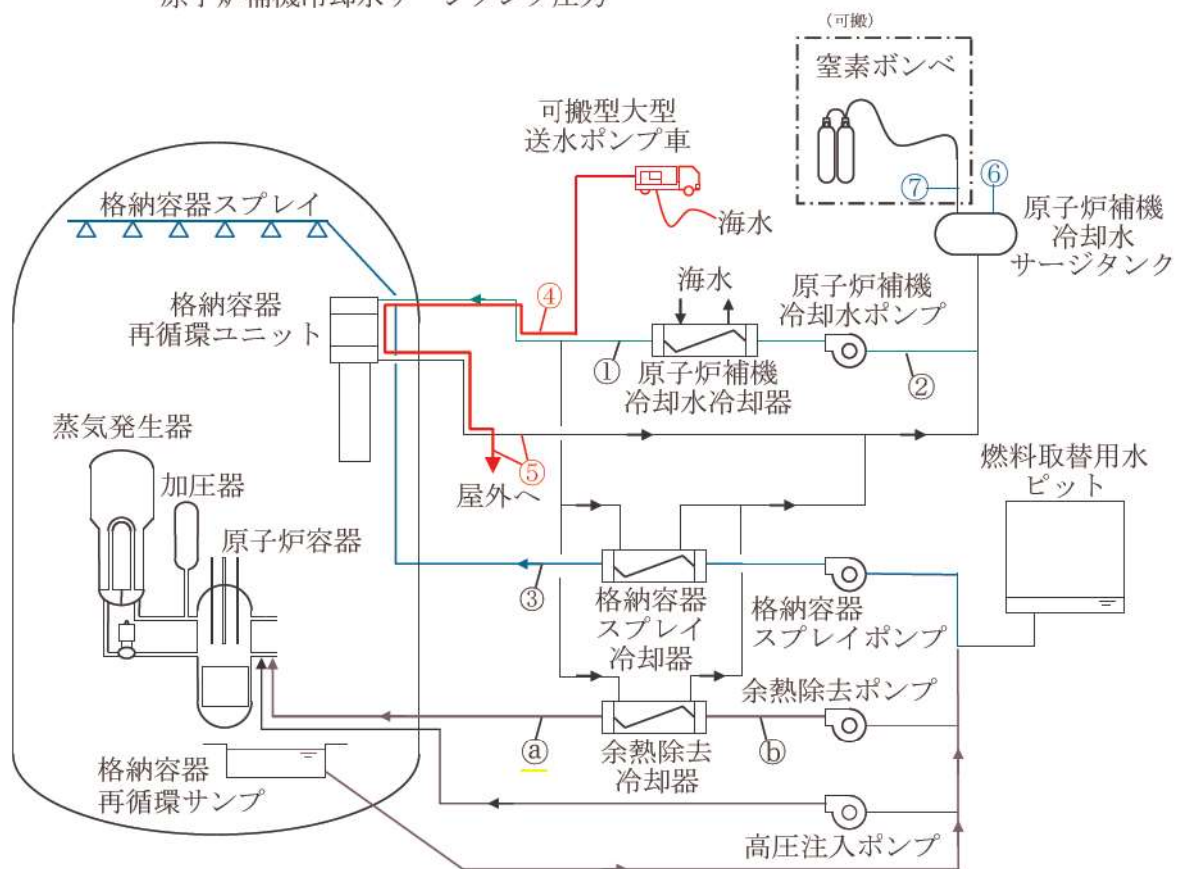 原子炉補機冷却水サージタンク圧力
(可搬)
窒素ボンベ
可搬型大型
送水ポンプ車
⑦
⑥
格納容器スプレイ
海水
原子炉補機
冷却水
サージタンク
格納容器
再循環ユニット
④
海水
原子炉補機
冷却水ポンプ
①
原子炉補機
冷却水冷却器
②
蒸気発生器
加圧器
原子炉容器
⑤
屋外へ
燃料取替用水
ピット
③
格納容器
スプレイ
冷却器
格納容器
スプレイポンプ
余熱除去ポンプ
ⓐ
余熱除去
冷却器
ⓑ
格納容器
再循環サンプ
高圧注入ポンプ